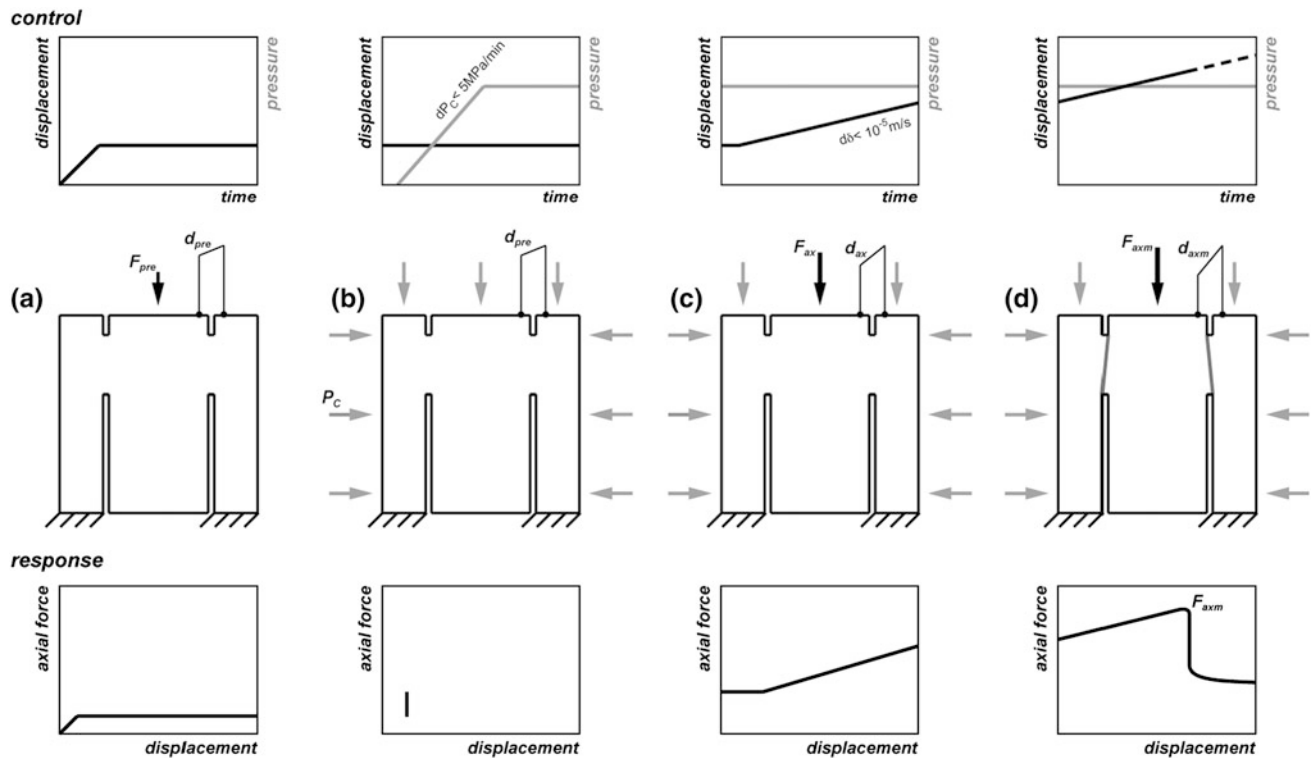 control
displacement
pressure
time
displacement
dP_C < 5MPa/min
pressure
time
displacement
dδ< 10^-5 m/s
pressure
time
displacement
pressure
time
(a)
F_pre
d_pre
(b)
d_pre
P_C
(c)
F_ax
d_ax
(d)
F_axm
d_axm
response
axial force
displacement
axial force
displacement
axial force
displacement
axial force
F_axm
displacement